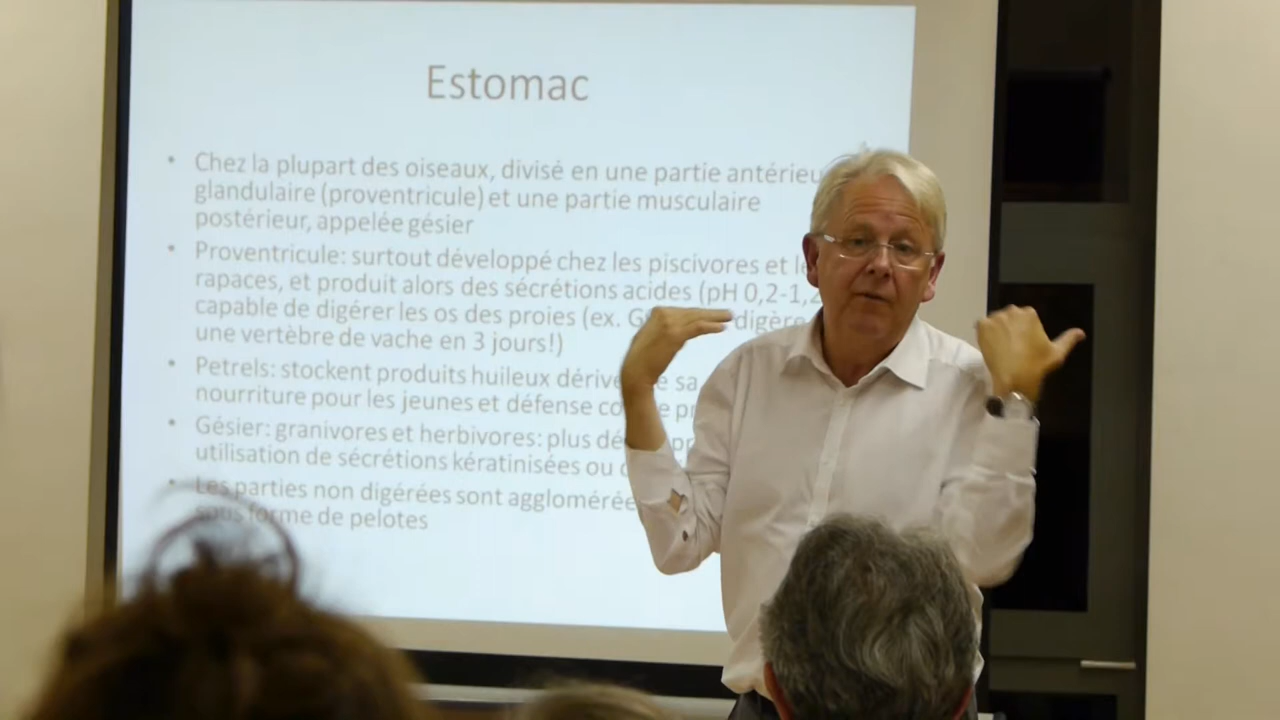 Estomac
• Chez la plupart des oiseaux, divisé en une partie
glandulaire (proventricule) et une partie musculaire
postérieur, appelée gésier
• Proventricule: surtout développé chez les piscivores et
rapaces, et produit alors des sécrétions acides (pH 0,2-1,2
capable de digérer les os des proies (ex. digère
une vertèbre de vache en 3 jours!)
• Petrels: stockent produits huileux
nourriture pour les jeunes et défense
• Gésier: granivores et herbivores: plus
utilisation de sécrétions kératinisées ou
• Les parties non digérées sont
sous forme de pelotes